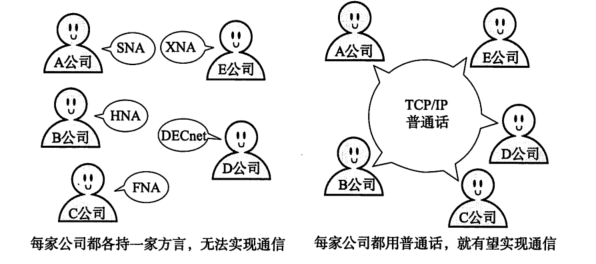 SNA
XNA
A公司
E公司
HNA
B公司
DECnet
D公司
FNA
C公司
每家公司都各持一家方言，无法实现通信
A公司
E公司
TCP/IP
普通话
D公司
B公司
C公司
每家公司都用普通话，就有望实现通信